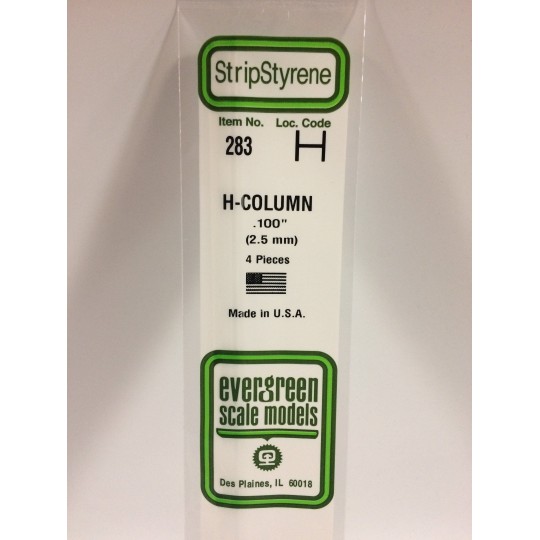 StripStyrene
Item No. Loc. Code
283 H
H-COLUMN
.100"
(2.5 mm)
4 Pieces
Made in U.S.A.
evergreen
scale models
Des Plaines, IL 60018